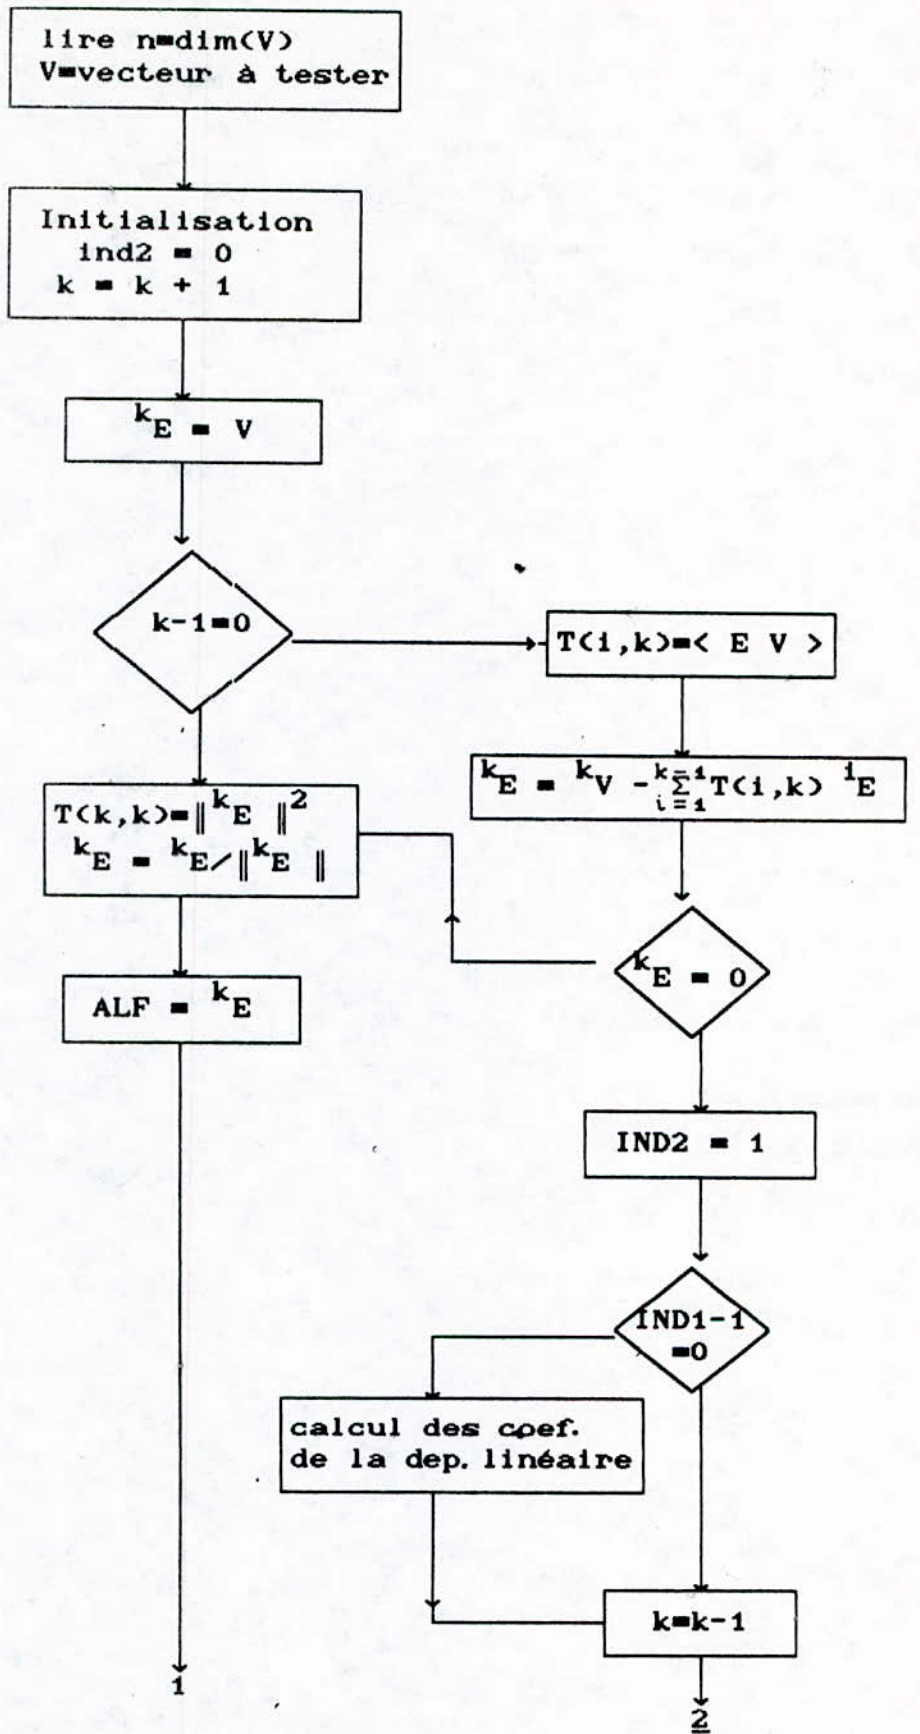 lire n=dim(V)
V=vecteur à tester
Initialisation
ind2 = 0
k = k + 1
ᵏE = V
k-1=0
T(i,k)=< E V >
ᵏE = ᵏV - Σ T(i,k) ⁱE
k-1
i=1
T(k,k)=‖ᵏE ‖²
ᵏE = ᵏE/‖ᵏE ‖
ᵏE = 0
ALF = ᵏE
IND2 = 1
IND1-1
=0
calcul des coef.
de la dep. linéaire
k=k-1
1
2